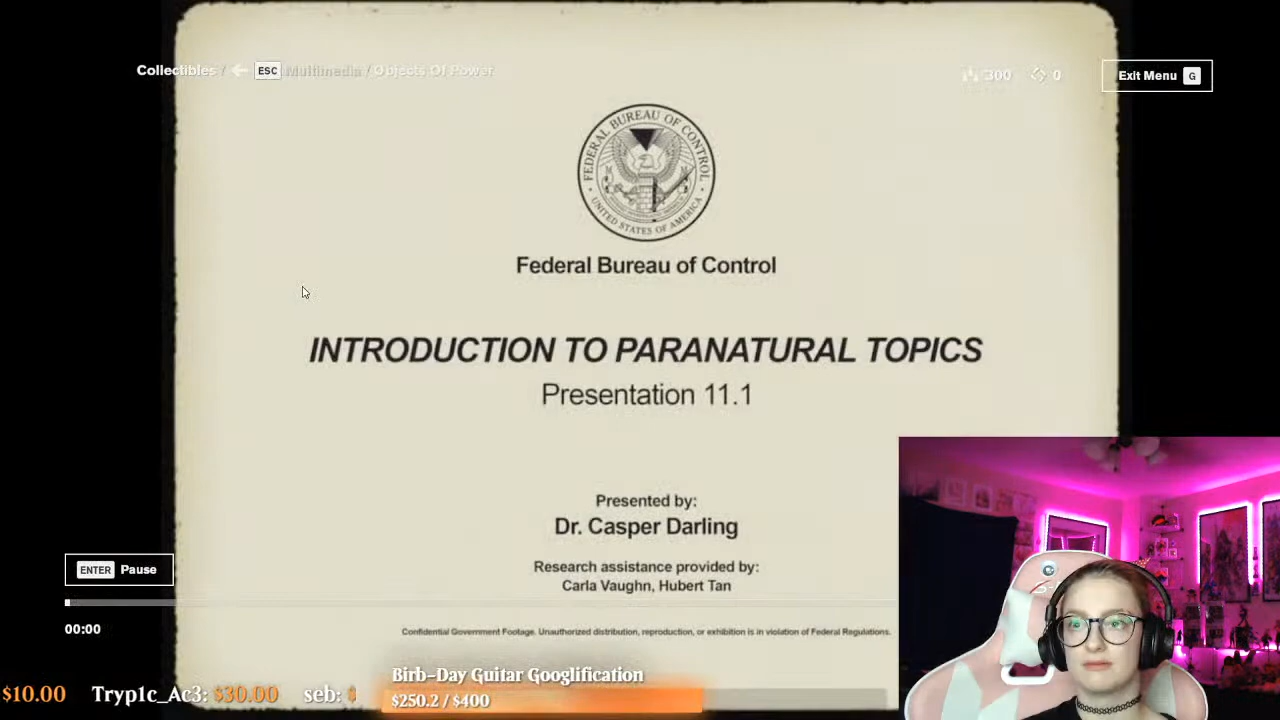 Collectibles / ESC Multimedia / Objects Of Power
300 0
Exit Menu G
FEDERAL BUREAU OF CONTROL
UNITED STATES OF AMERICA
Federal Bureau of Control
INTRODUCTION TO PARANATURAL TOPICS
Presentation 11.1
Presented by:
Dr. Casper Darling
Research assistance provided by:
Carla Vaughn, Hubert Tan
ENTER Pause
00:00
Confidential Government Footage. Unauthorized distribution, reproduction, or exhibition is in violation of Federal Regulations.
Birb-Day Guitar Googlification
$10.00 Tryp1c_Ac3: $30.00 seb: $
$250.2 / $400